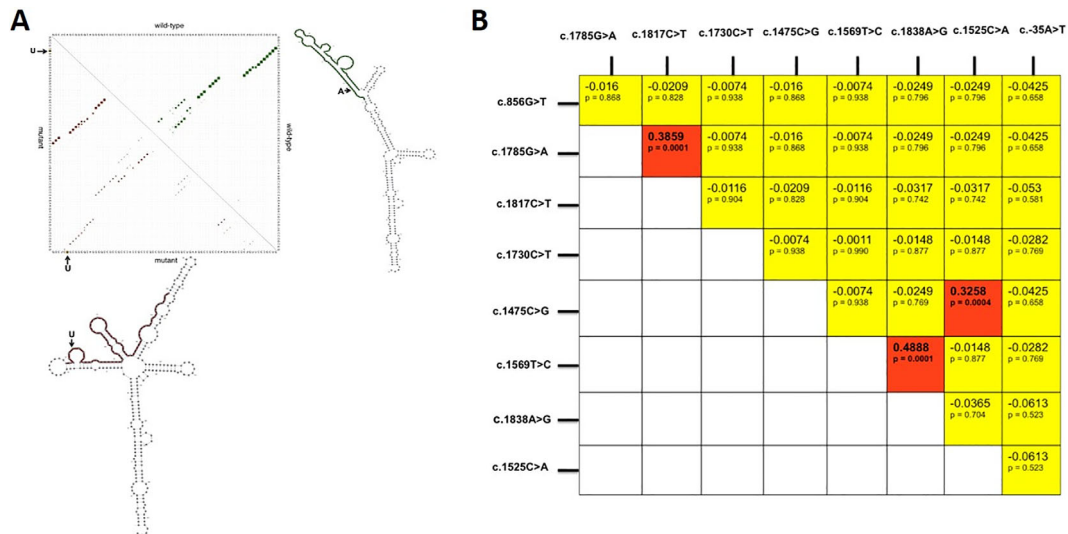 A
wild-type
U
mutant
wild-type
U
mutant
A
U
B
c.1785G>A c.1817C>T c.1730C>T c.1475C>G c.1569T>C c.1838A>G c.1525C>A c.-35A>T
c.856G>T
-0.016 -0.0209 -0.0074 -0.016 -0.0074 -0.0249 -0.0249 -0.0425
p = 0.868 p = 0.828 p = 0.938 p = 0.868 p = 0.938 p = 0.796 p = 0.796 p = 0.658
c.1785G>A
0.3859 -0.0074 -0.016 -0.0074 -0.0249 -0.0249 -0.0425
p = 0.0001 p = 0.938 p = 0.868 p = 0.938 p = 0.796 p = 0.796 p = 0.658
c.1817C>T
-0.0116 -0.0209 -0.0116 -0.0317 -0.0317 -0.053
p = 0.904 p = 0.828 p = 0.904 p = 0.742 p = 0.742 p = 0.581
c.1730C>T
-0.0074 -0.0011 -0.0148 -0.0148 -0.0282
p = 0.938 p = 0.990 p = 0.877 p = 0.877 p = 0.769
c.1475C>G
-0.0074 -0.0249 0.3258 -0.0425
p = 0.938 p = 0.769 p = 0.0004 p = 0.658
c.1569T>C
0.4888 -0.0148 -0.0282
p = 0.0001 p = 0.877 p = 0.769
c.1838A>G
-0.0365 -0.0613
p = 0.704 p = 0.523
c.1525C>A
-0.0613
p = 0.523